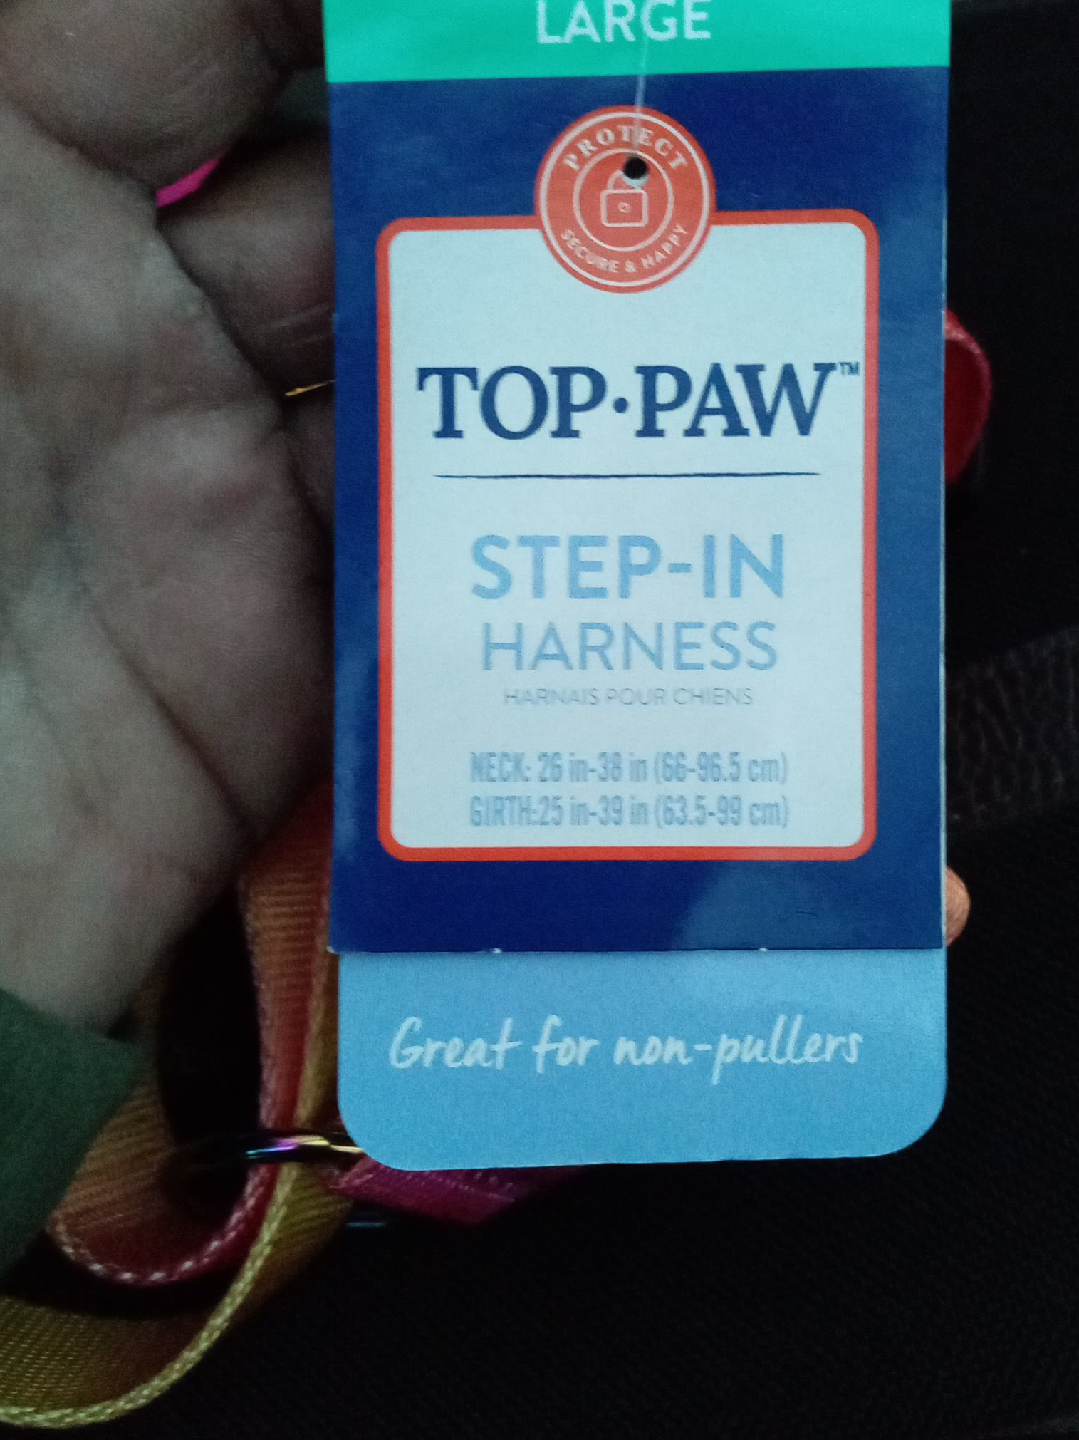 LARGE
PROTECT
SECURE & HAPPY
TOP•PAW™
STEP-IN
HARNESS
HARNAIS POUR CHIENS
NECK: 26 in-38 in (66-96.5 cm)
GIRTH:25 in-39 in (63.5-99 cm)
Great for non-pullers